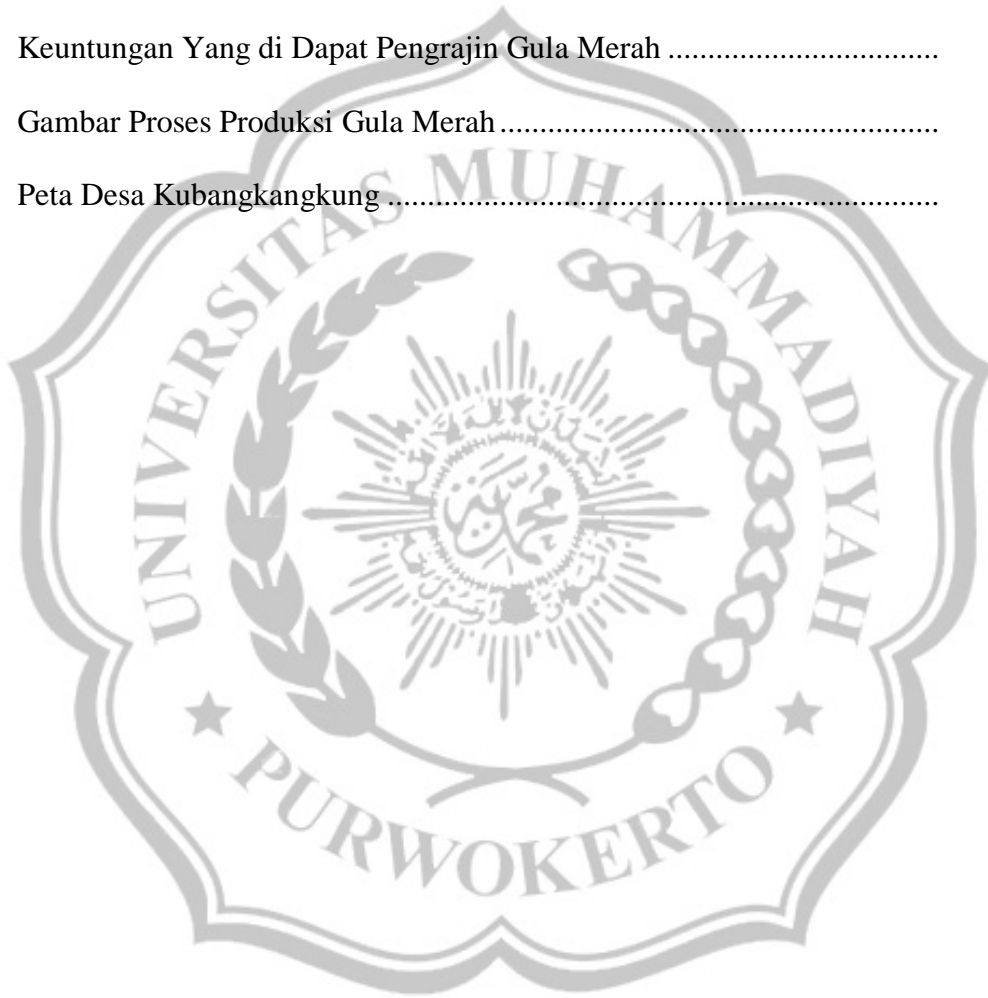 Keuntungan Yang di Dapat Pengrajin Gula Merah .................................
Gambar Proses Produksi Gula Merah ......................................................
Peta Desa Kubangkangkung ....................................................................
UNIVERSITAS MUHAMMADIYAH
PURWOKERTO